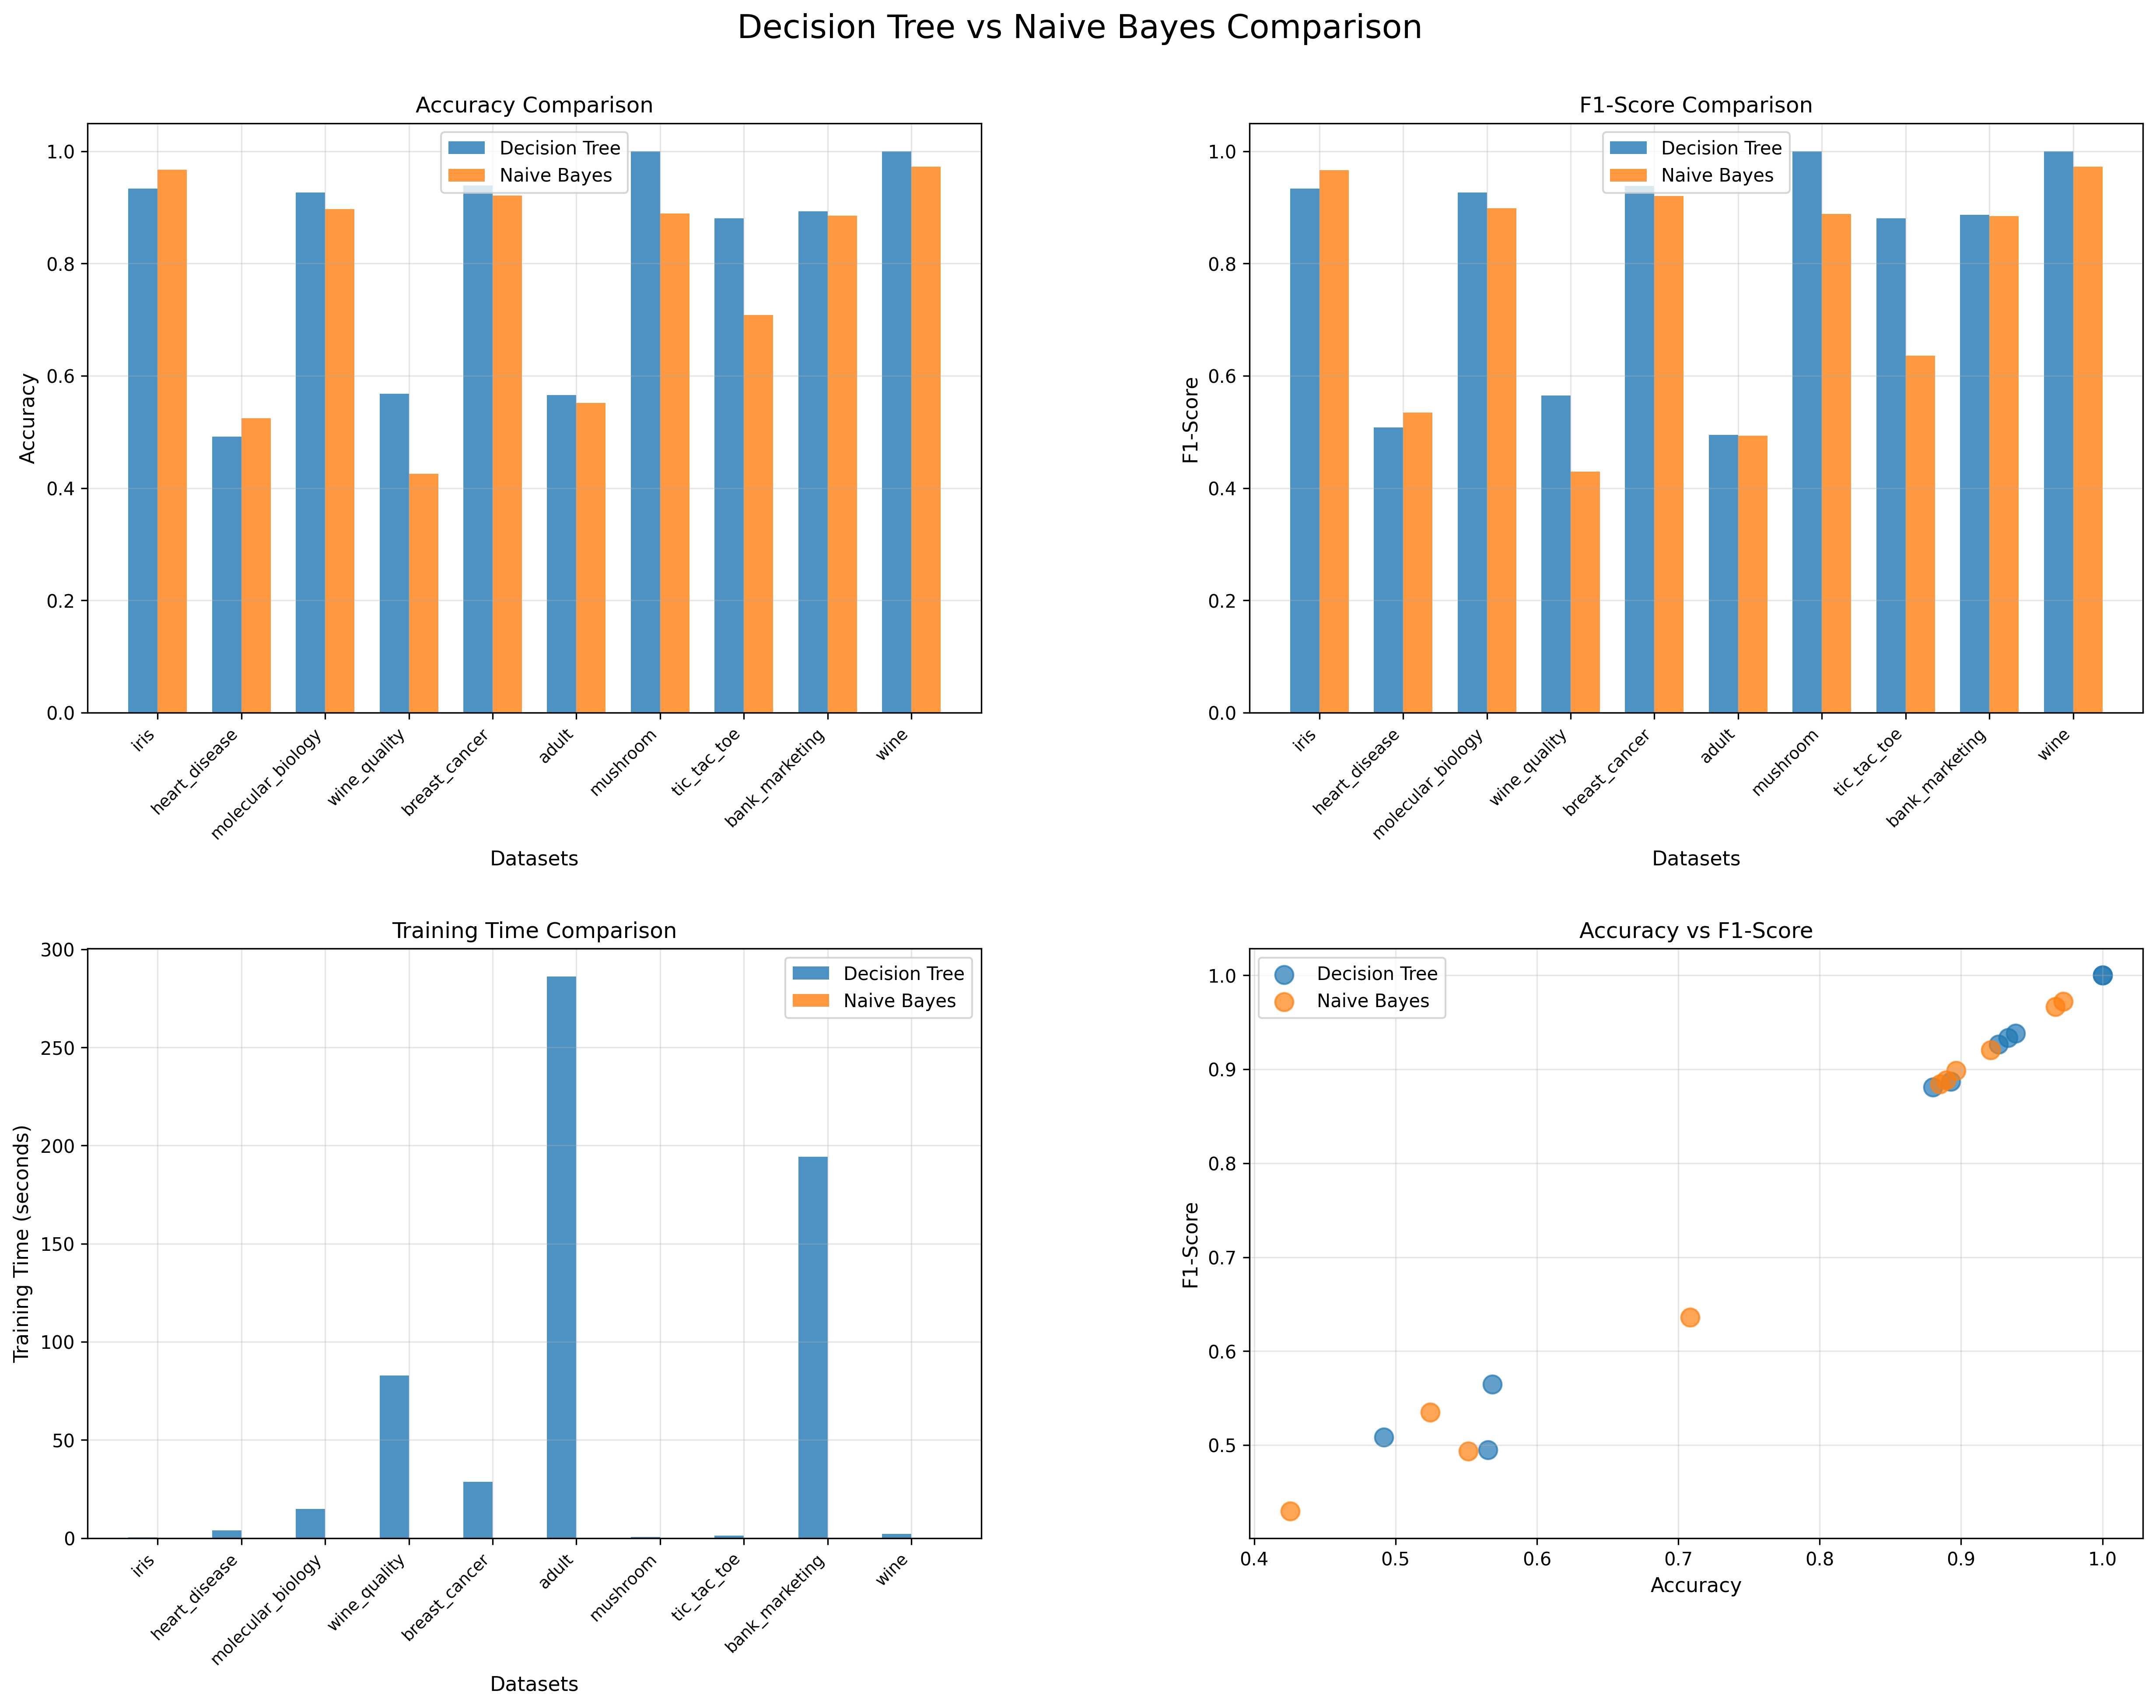 Decision Tree vs Naive Bayes Comparison
Accuracy Comparison
Decision Tree
Naive Bayes
1.0
0.8
0.6
0.4
0.2
0.0
Accuracy
iris
heart_disease
molecular_biology
wine_quality
breast_cancer
adult
mushroom
tic_tac_toe
bank_marketing
wine
Datasets
F1-Score Comparison
Decision Tree
Naive Bayes
1.0
0.8
0.6
0.4
0.2
0.0
F1-Score
iris
heart_disease
molecular_biology
wine_quality
breast_cancer
adult
mushroom
tic_tac_toe
bank_marketing
wine
Datasets
Training Time Comparison
Decision Tree
Naive Bayes
300
250
200
150
100
50
0
Training Time (seconds)
iris
heart_disease
molecular_biology
wine_quality
breast_cancer
adult
mushroom
tic_tac_toe
bank_marketing
wine
Datasets
Accuracy vs F1-Score
Decision Tree
Naive Bayes
1.0
0.9
0.8
0.7
0.6
0.5
F1-Score
0.4
0.5
0.6
0.7
0.8
0.9
1.0
Accuracy